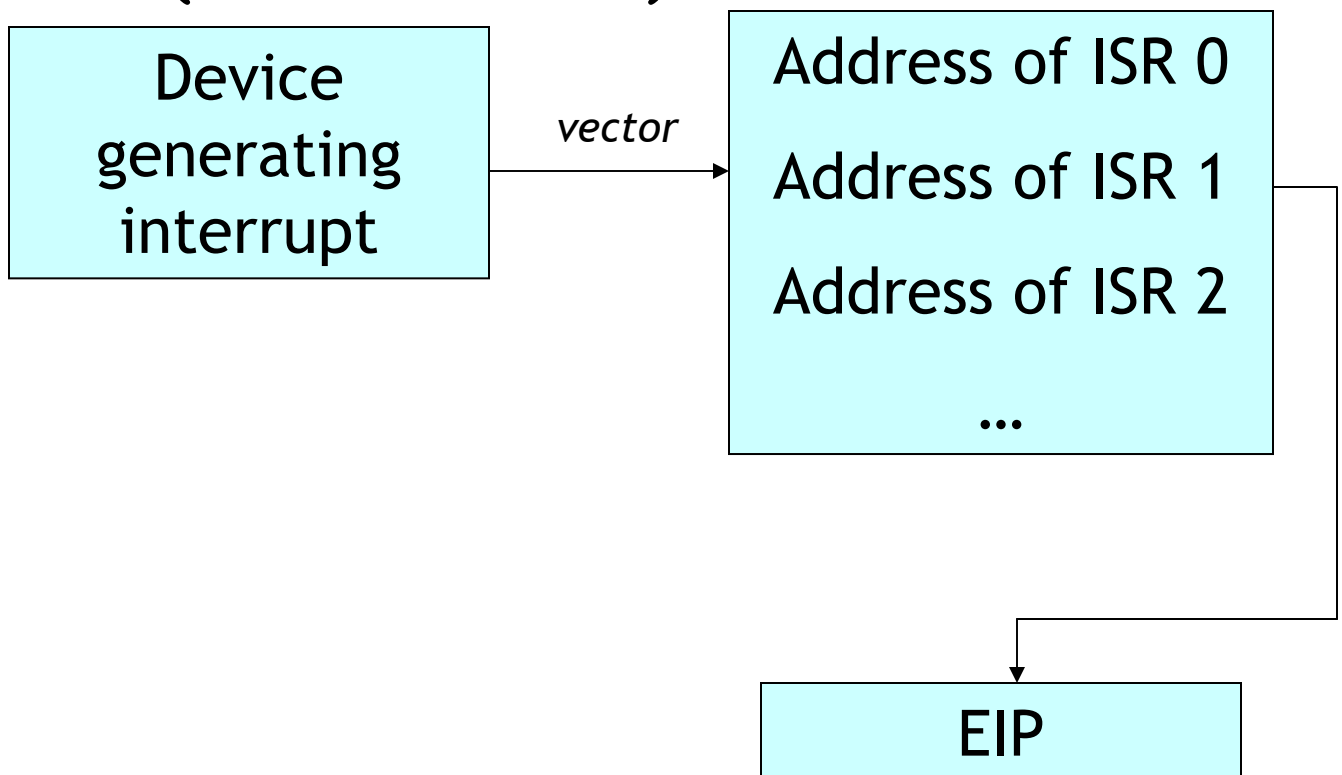 Device
generating
interrupt
vector
Address of ISR 0
Address of ISR 1
Address of ISR 2
…
EIP